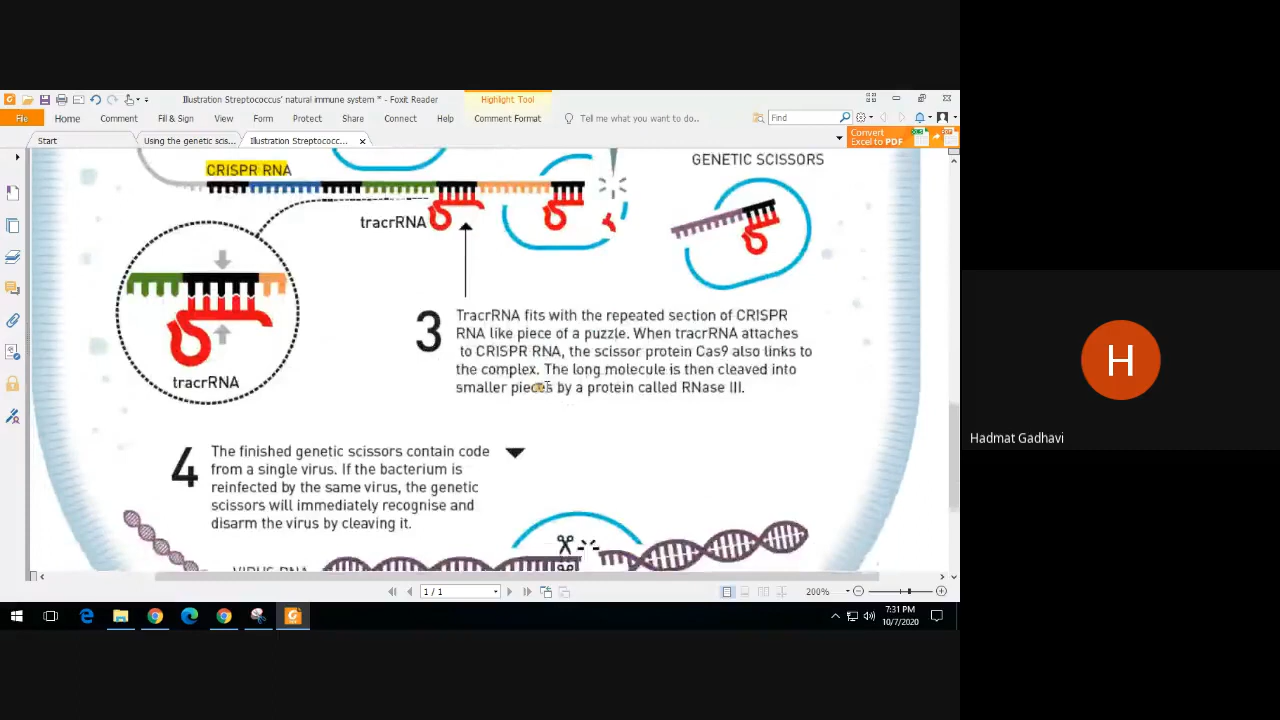 Illustration Streptococcus' natural immune system * - Foxit Reader
Highlight Tool
File Home Comment Fill & Sign View Form Protect Share Connect Help Comment Format Tell me what you want to do.. Find
Start Using the genetic scis... Illustration Streptococc...
Convert
Excel to PDF
CRISPR RNA
GENETIC SCISSORS
tracrRNA
tracrRNA
3
TracrRNA fits with the repeated section of CRISPR
RNA like piece of a puzzle. When tracrRNA attaches
to CRISPR RNA, the scissor protein Cas9 also links to
the complex. The long molecule is then cleaved into
smaller pieces by a protein called RNase III.
4
The finished genetic scissors contain code
from a single virus. If the bacterium is
reinfected by the same virus, the genetic
scissors will immediately recognise and
disarm the virus by cleaving it.
VIRUS DNA
1 / 1
200%
7:31 PM
10/7/2020
H
Hadmat Gadhavi